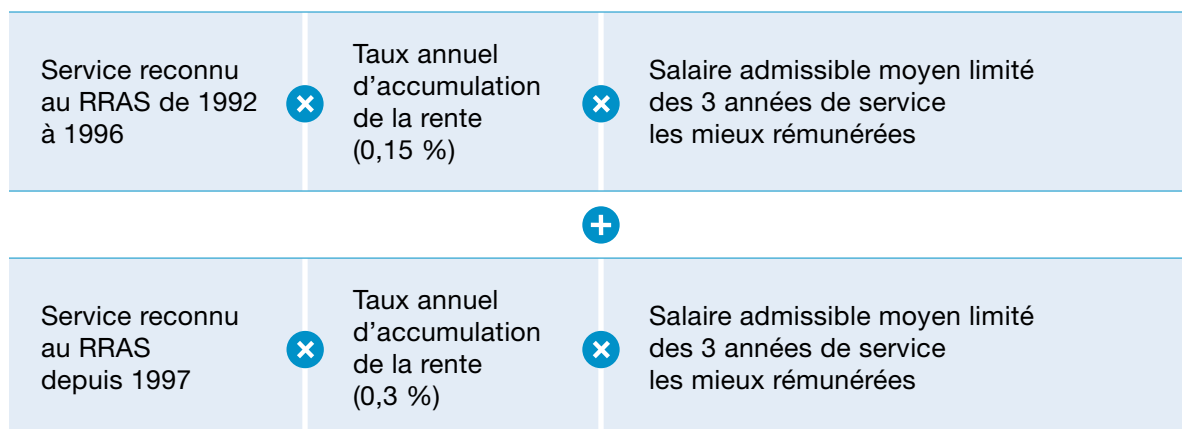 Service reconnu
au RRAS de 1992
à 1996
×
Taux annuel
d’accumulation
de la rente
(0,15 %)
×
Salaire admissible moyen limité
des 3 années de service
les mieux rémunérées
+
Service reconnu
au RRAS
depuis 1997
×
Taux annuel
d’accumulation
de la rente
(0,3 %)
×
Salaire admissible moyen limité
des 3 années de service
les mieux rémunérées